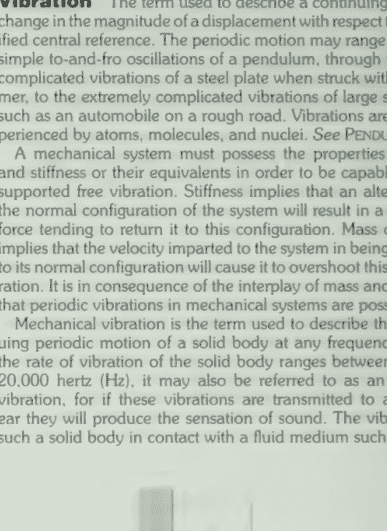 Vibration The term used to describe a continuing
change in the magnitude of a displacement with respect
ified central reference. The periodic motion may range
simple to-and-fro oscillations of a pendulum, through
complicated vibrations of a steel plate when struck wit
mer, to the extremely complicated vibrations of large s
such as an automobile on a rough road. Vibrations are
perienced by atoms, molecules, and nuclei. See PENDU
A mechanical system must possess the properties
and stiffness or their equivalents in order to be capabl
supported free vibration. Stiffness implies that an alte
the normal configuration of the system will result in a
force tending to return it to this configuration. Mass o
implies that the velocity imparted to the system in being
to its normal configuration will cause it to overshoot this
ration. It is in consequence of the interplay of mass and
that periodic vibrations in mechanical systems are poss
Mechanical vibration is the term used to describe th
uing periodic motion of a solid body at any frequenc
the rate of vibration of the solid body ranges between
20,000 hertz (Hz), it may also be referred to as an
vibration, for if these vibrations are transmitted to a
ear they will produce the sensation of sound. The vib
such a solid body in contact with a fluid medium such